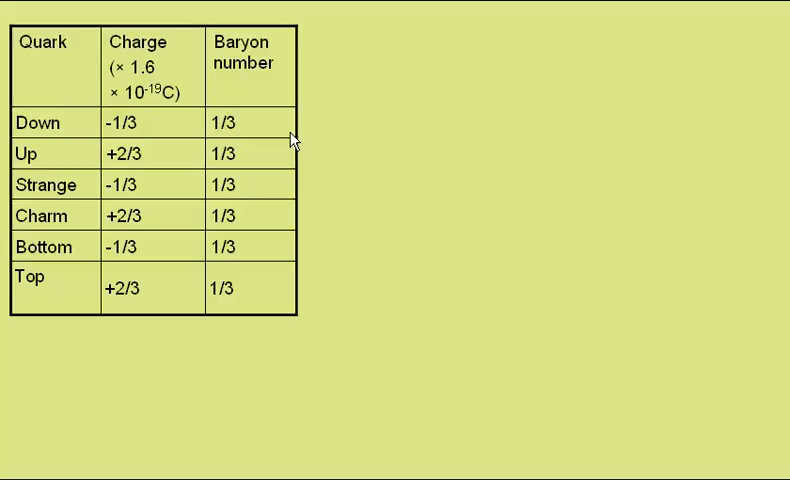 Quark Charge Baryon
(× 1.6 number
× 10⁻¹⁹C)
Down -1/3 1/3
Up +2/3 1/3
Strange -1/3 1/3
Charm +2/3 1/3
Bottom -1/3 1/3
Top +2/3 1/3